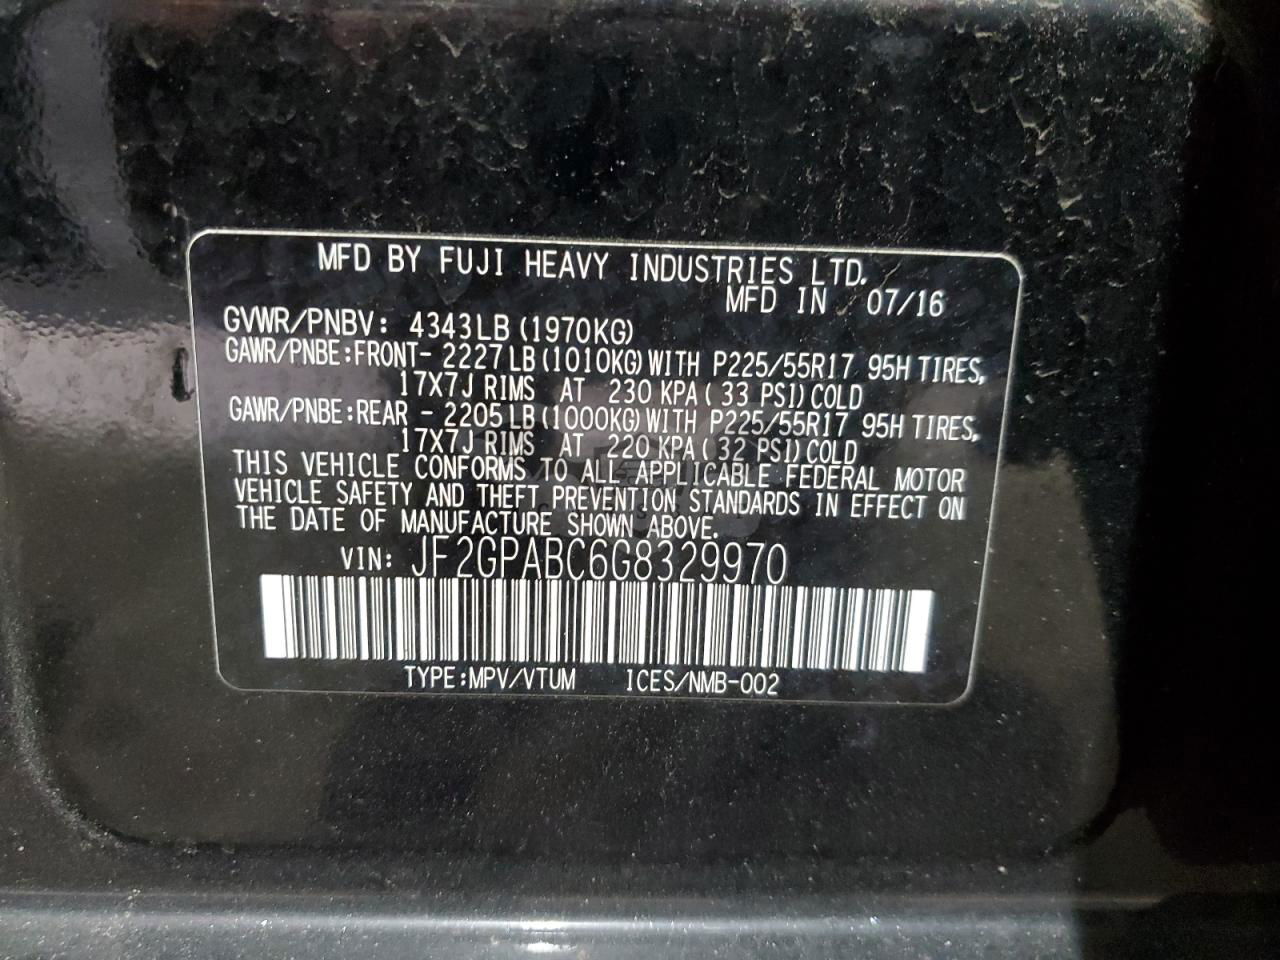 MFD BY FUJI HEAVY INDUSTRIES LTD.
MFD IN 07/16
GVWR/PNBV: 4343LB (1970KG)
GAWR/PNBE:FRONT- 2227LB(1010KG)WITH P225/55R17 95H TIRES,
17X7J RIMS AT 230 KPA(33 PSI)COLD
GAWR/PNBE:REAR - 2205LB(1000KG)WITH P225/55R17 95H TIRES,
17X7J RIMS AT 220 KPA(32 PSI)COLD
THIS VEHICLE CONFORMS TO ALL APPLICABLE FEDERAL MOTOR
VEHICLE SAFETY AND THEFT PREVENTION STANDARDS IN EFFECT ON
THE DATE OF MANUFACTURE SHOWN ABOVE.
VIN: JF2GPABC6G8329970
TYPE:MPV/VTUM ICES/NMB-002